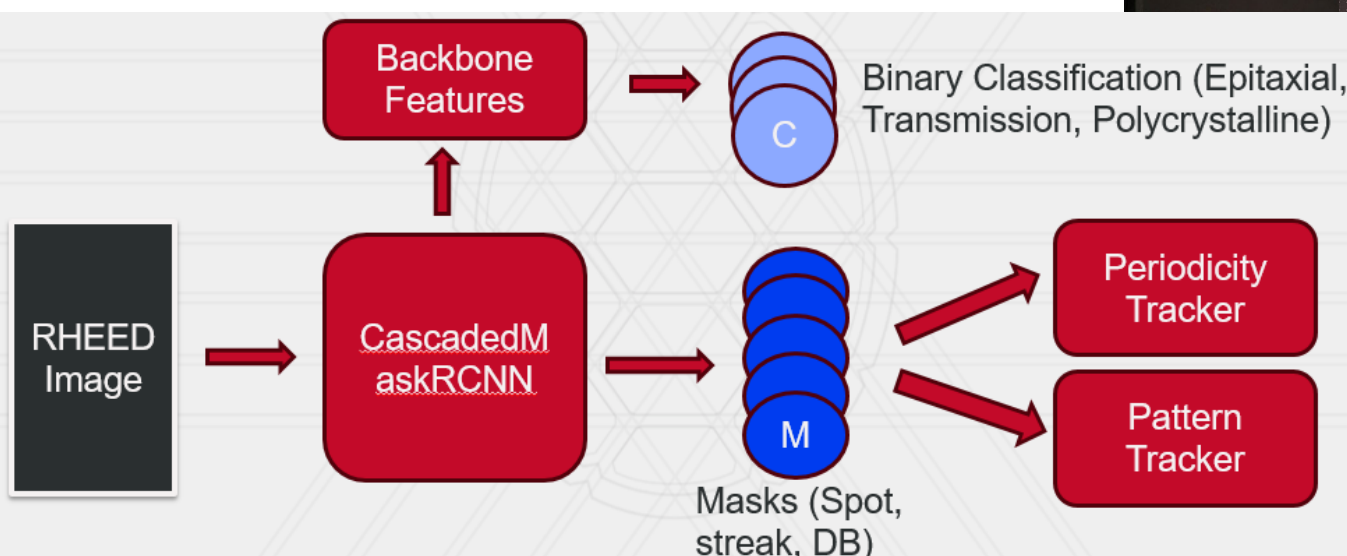 Backbone
Features
C
Binary Classification (Epitaxial,
Transmission, Polycrystalline)
RHEED
Image
CascadedM
askRCNN
M
Masks (Spot,
streak, DB)
Periodicity
Tracker
Pattern
Tracker